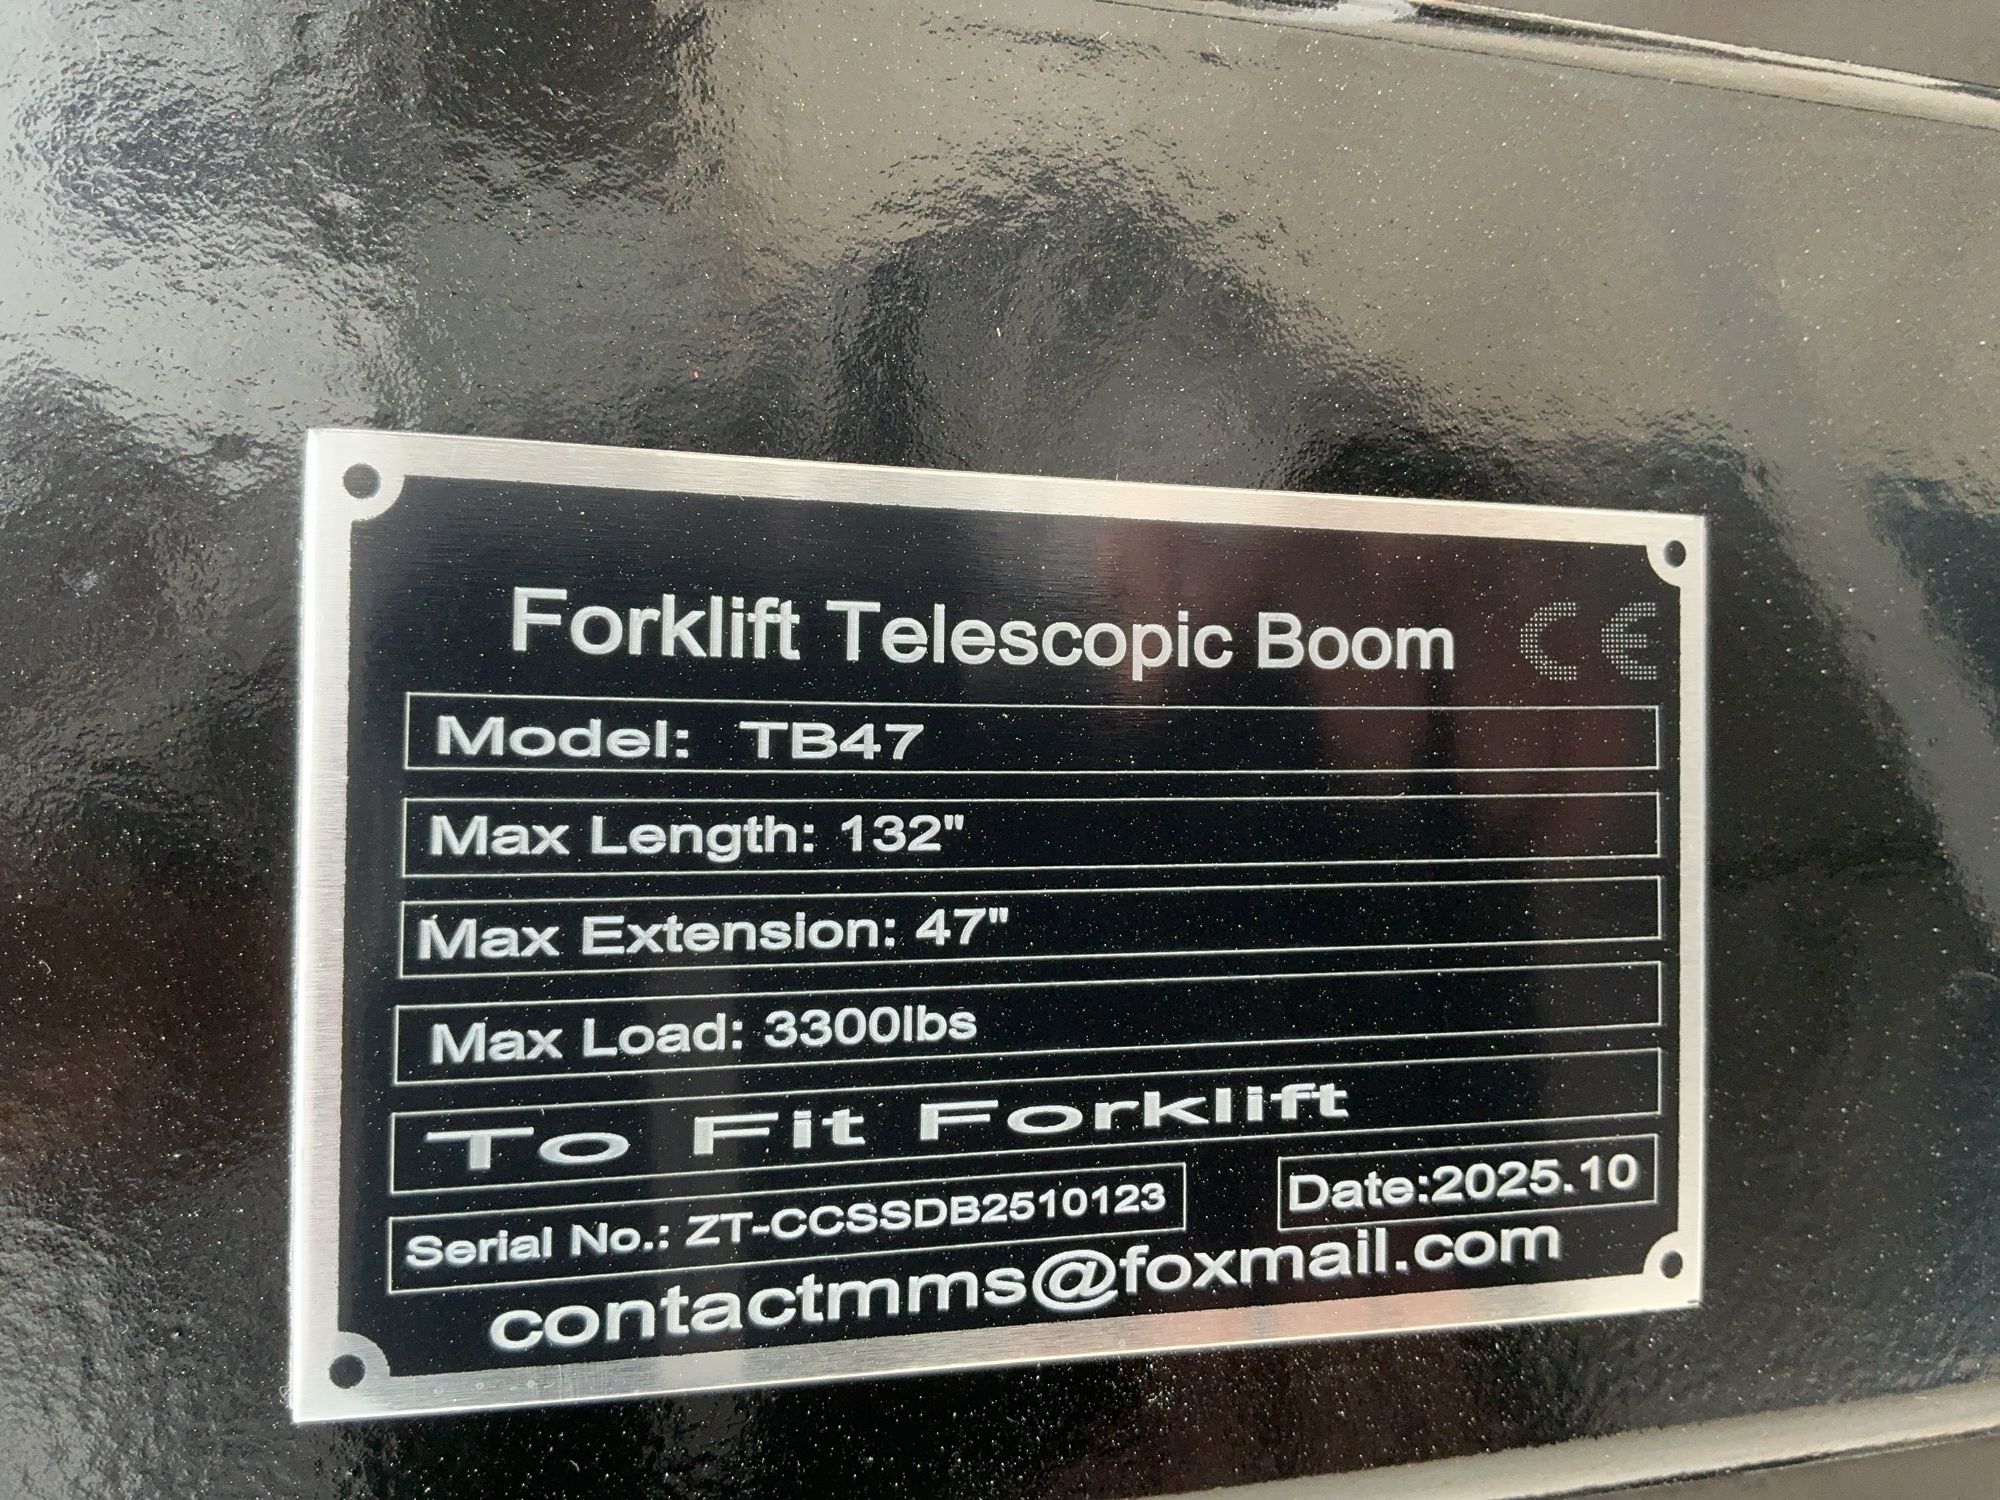 Forklift Telescopic Boom CE
Model: TB47
Max Length: 132"
Max Extension: 47"
Max Load: 3300lbs
To Fit Forklift
Serial No.: ZT-CCSSDB2510123 Date:2025.10
contactmms@foxmail.com